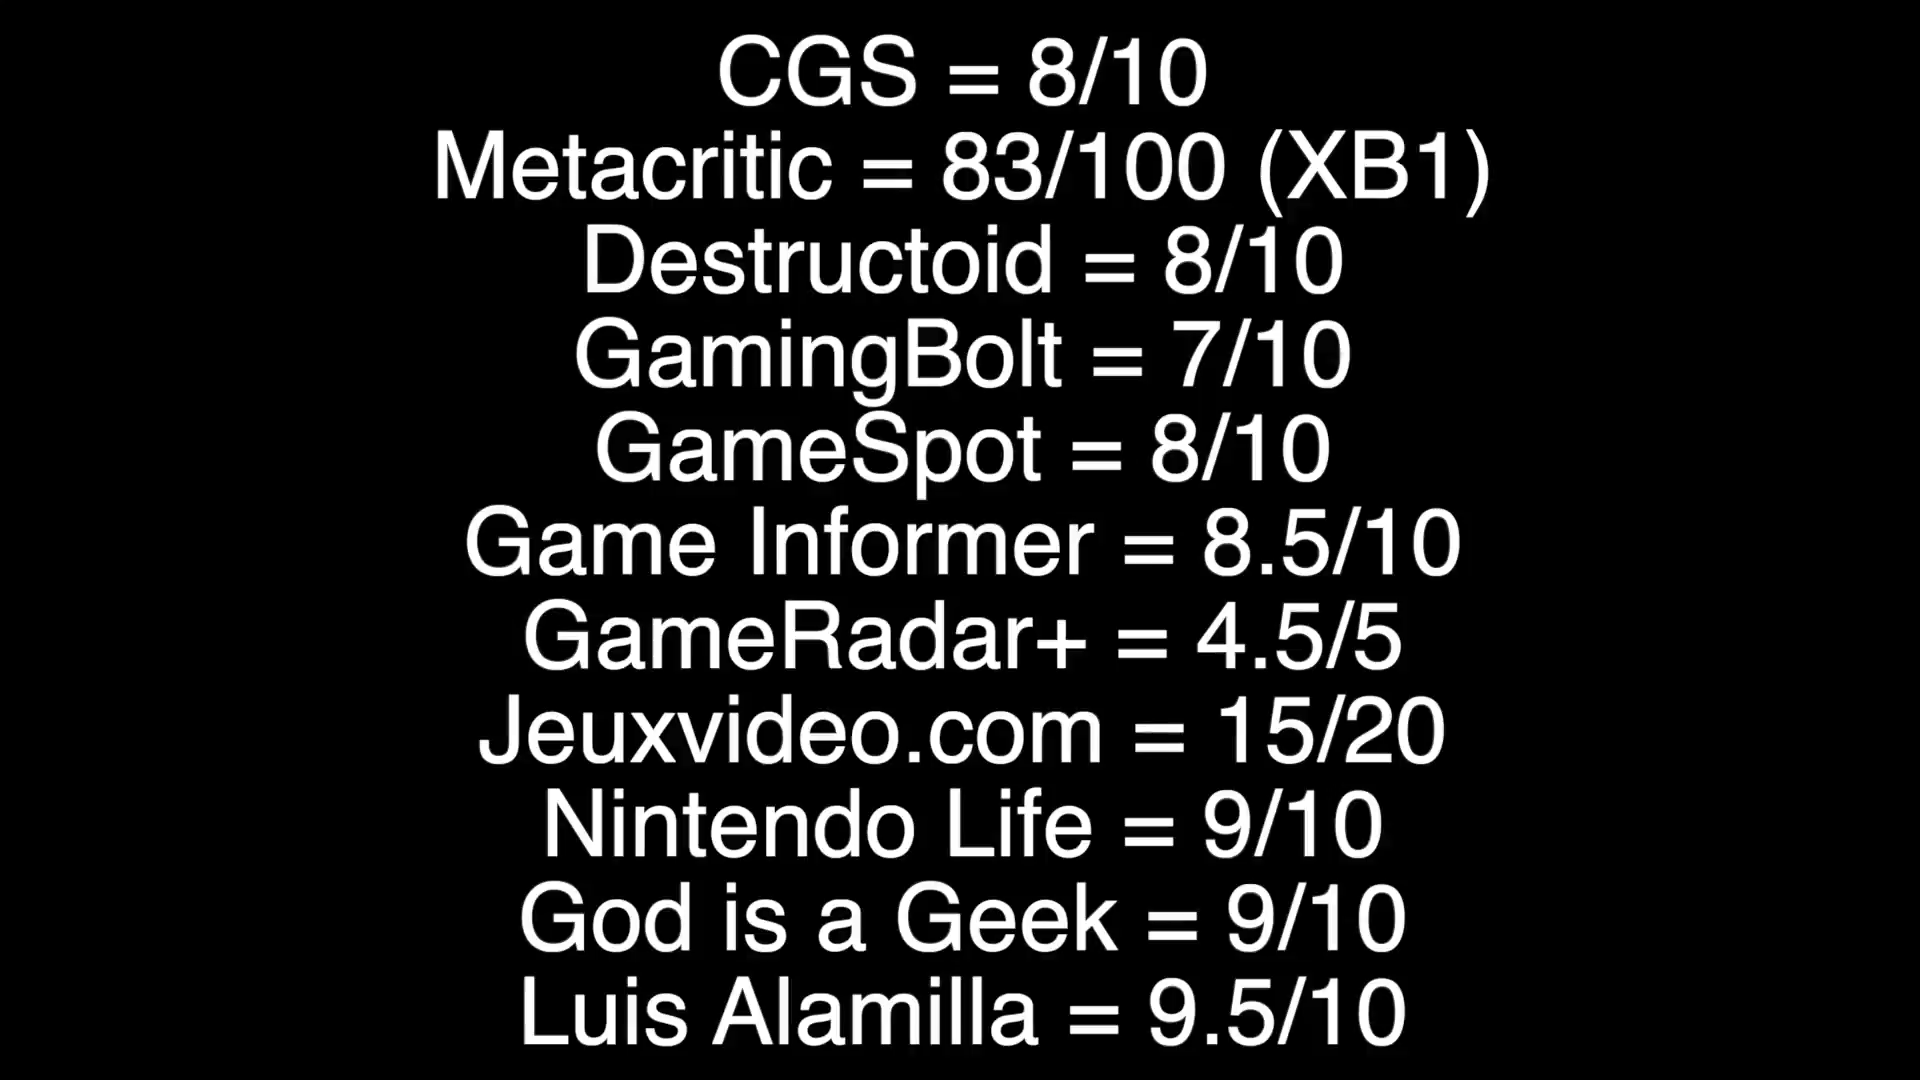 CGS = 8/10
Metacritic = 83/100 (XB1)
Destructoid = 8/10
GamingBolt = 7/10
GameSpot = 8/10
Game Informer = 8.5/10
GameRadar+ = 4.5/5
Jeuxvideo.com = 15/20
Nintendo Life = 9/10
God is a Geek = 9/10
Luis Alamilla = 9.5/10